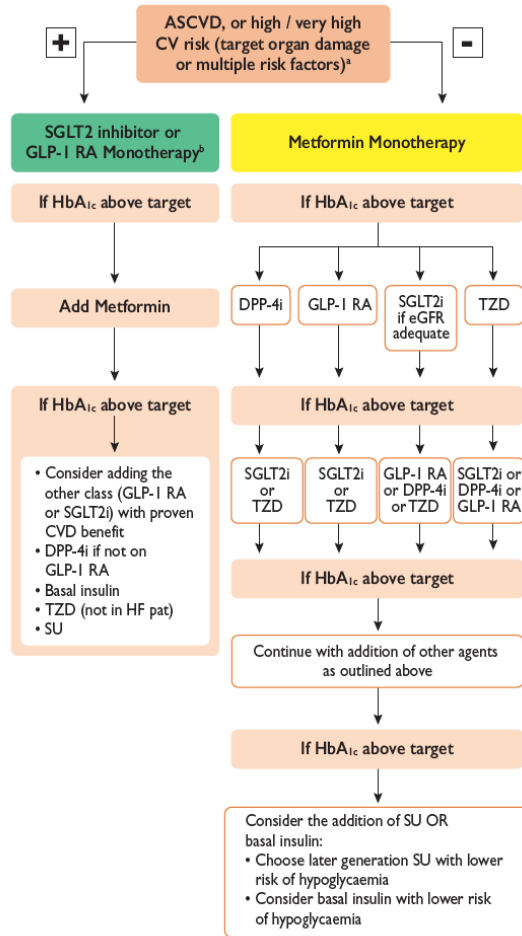 ASCVD, or high / very high
CV risk (target organ damage
or multiple risk factors)ᵃ
+
-
SGLT2 inhibitor or
GLP-1 RA Monotherapyᵇ
If HbA1c above target
Add Metformin
If HbA1c above target
• Consider adding the
other class (GLP-1 RA
or SGLT2i) with proven
CVD benefit
• DPP-4i if not on
GLP-1 RA
• Basal insulin
• TZD (not in HF pat)
• SU
Metformin Monotherapy
If HbA1c above target
DPP-4i
GLP-1 RA
SGLT2i
if eGFR
adequate
TZD
If HbA1c above target
SGLT2i
or
TZD
SGLT2i
or
TZD
GLP-1 RA
or DPP-4i
or TZD
SGLT2i or
DPP-4i or
GLP-1 RA
If HbA1c above target
Continue with addition of other agents
as outlined above
If HbA1c above target
Consider the addition of SU OR
basal insulin:
• Choose later generation SU with lower
risk of hypoglycaemia
• Consider basal insulin with lower risk
of hypoglycaemia